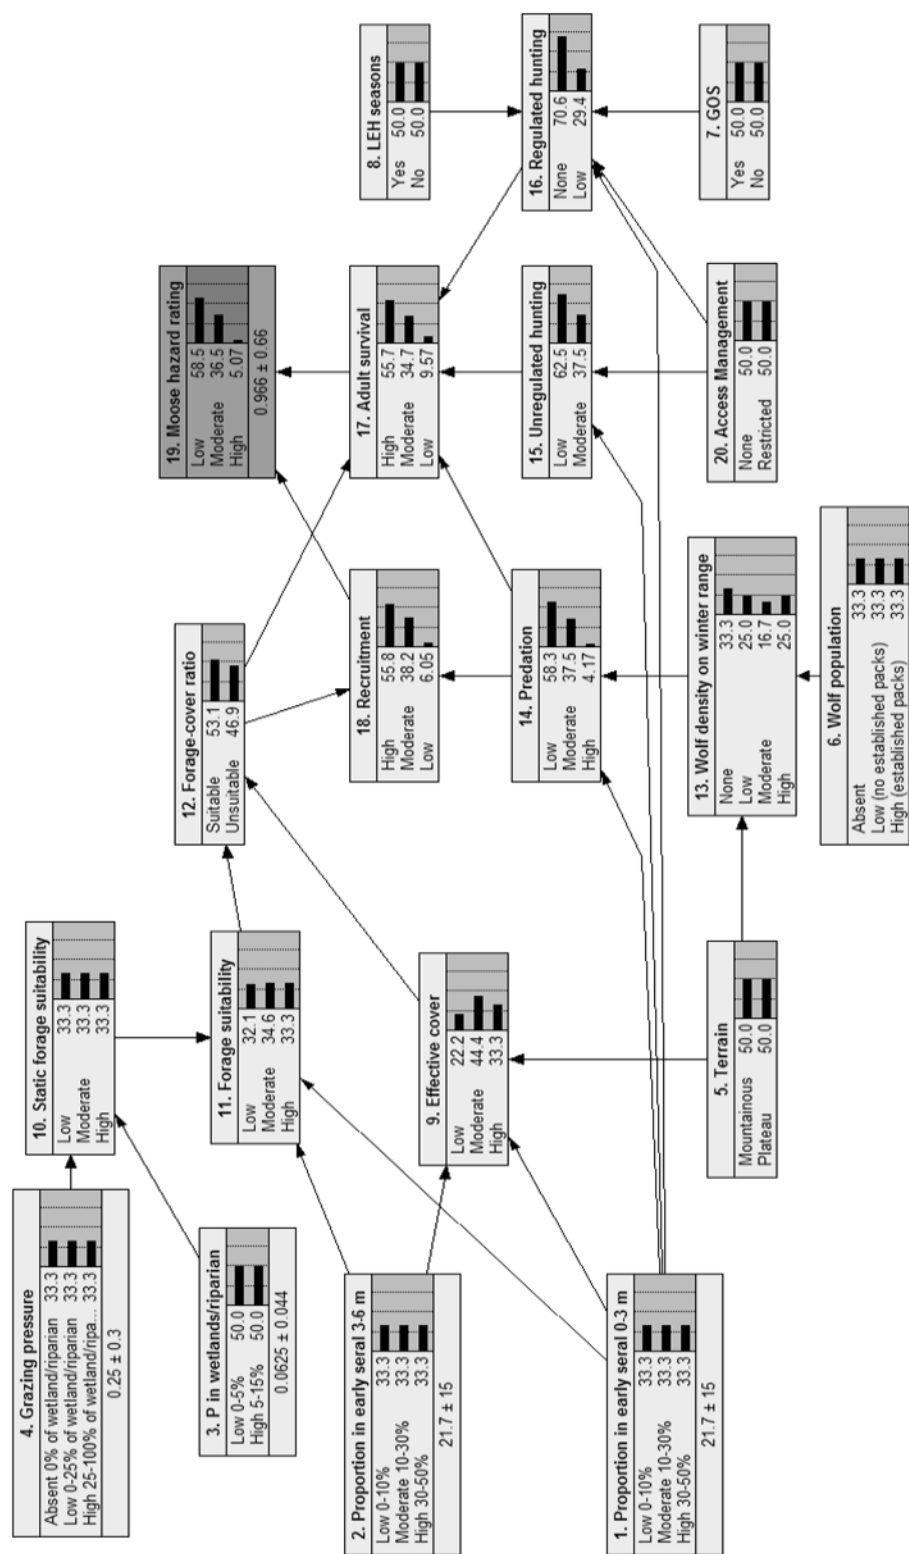 4. Grazing pressure
Absent 0% of wetland/riparian 33.3
Low 0-25% of wetland/riparian 33.3
High 25-100% of wetland/ripa... 33.3
0.25 ± 0.3
3. P in wetlands/riparian
Low 0-5% 50.0
High 5-15% 50.0
0.0625 ± 0.044
2. Proportion in early seral 3-6 m
Low 0-10% 33.3
Moderate 10-30% 33.3
High 30-50% 33.3
21.7 ± 15
1. Proportion in early seral 0-3 m
Low 0-10% 33.3
Moderate 10-30% 33.3
High 30-50% 33.3
21.7 ± 15
10. Static forage suitability
Low 33.3
Moderate 33.3
High 33.3
11. Forage suitability
Low 32.1
Moderate 34.6
High 33.3
9. Effective cover
Low 22.2
Moderate 44.4
High 33.3
5. Terrain
Mountainous 50.0
Plateau 50.0
12. Forage-cover ratio
Suitable 53.1
Unsuitable 46.9
18. Recruitment
High 55.8
Moderate 38.2
Low 6.05
14. Predation
Low 58.3
Moderate 37.5
High 4.17
13. Wolf density on winter range
None 33.3
Low 25.0
Moderate 16.7
High 25.0
6. Wolf population
Absent 33.3
Low (no established packs) 33.3
High (established packs) 33.3
19. Moose hazard rating
Low 58.5
Moderate 36.5
High 5.07
0.966 ± 0.66
17. Adult survival
High 55.7
Moderate 34.7
Low 9.57
15. Unregulated hunting
Low 62.5
Moderate 37.5
20. Access Management
None 50.0
Restricted 50.0
8. LEH seasons
Yes 50.0
No 50.0
16. Regulated hunting
None 70.6
Low 29.4
7. GOS
Yes 50.0
No 50.0